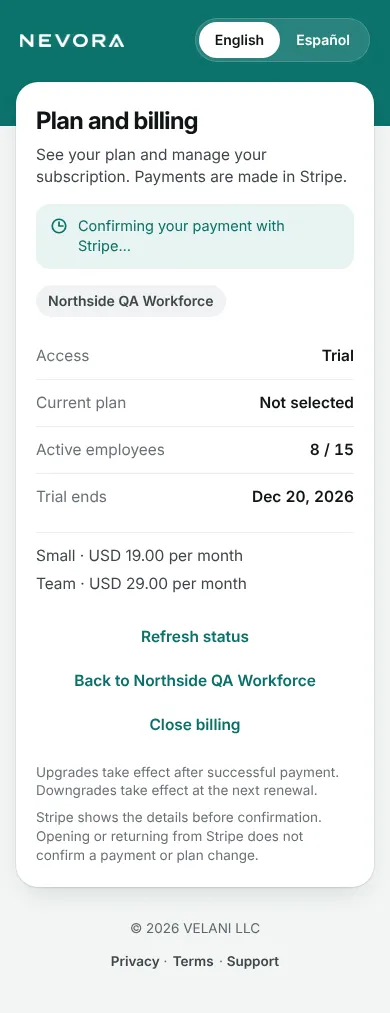 NEVORA
English
Español
Plan and billing
See your plan and manage your
subscription. Payments are made in Stripe.
Confirming your payment with
Stripe...
Northside QA Workforce
Access Trial
Current plan Not selected
Active employees 8 / 15
Trial ends Dec 20, 2026
Small · USD 19.00 per month
Team · USD 29.00 per month
Refresh status
Back to Northside QA Workforce
Close billing
Upgrades take effect after successful payment.
Downgrades take effect at the next renewal.
Stripe shows the details before confirmation.
Opening or returning from Stripe does not
confirm a payment or plan change.
© 2026 VELANI LLC
Privacy · Terms · Support